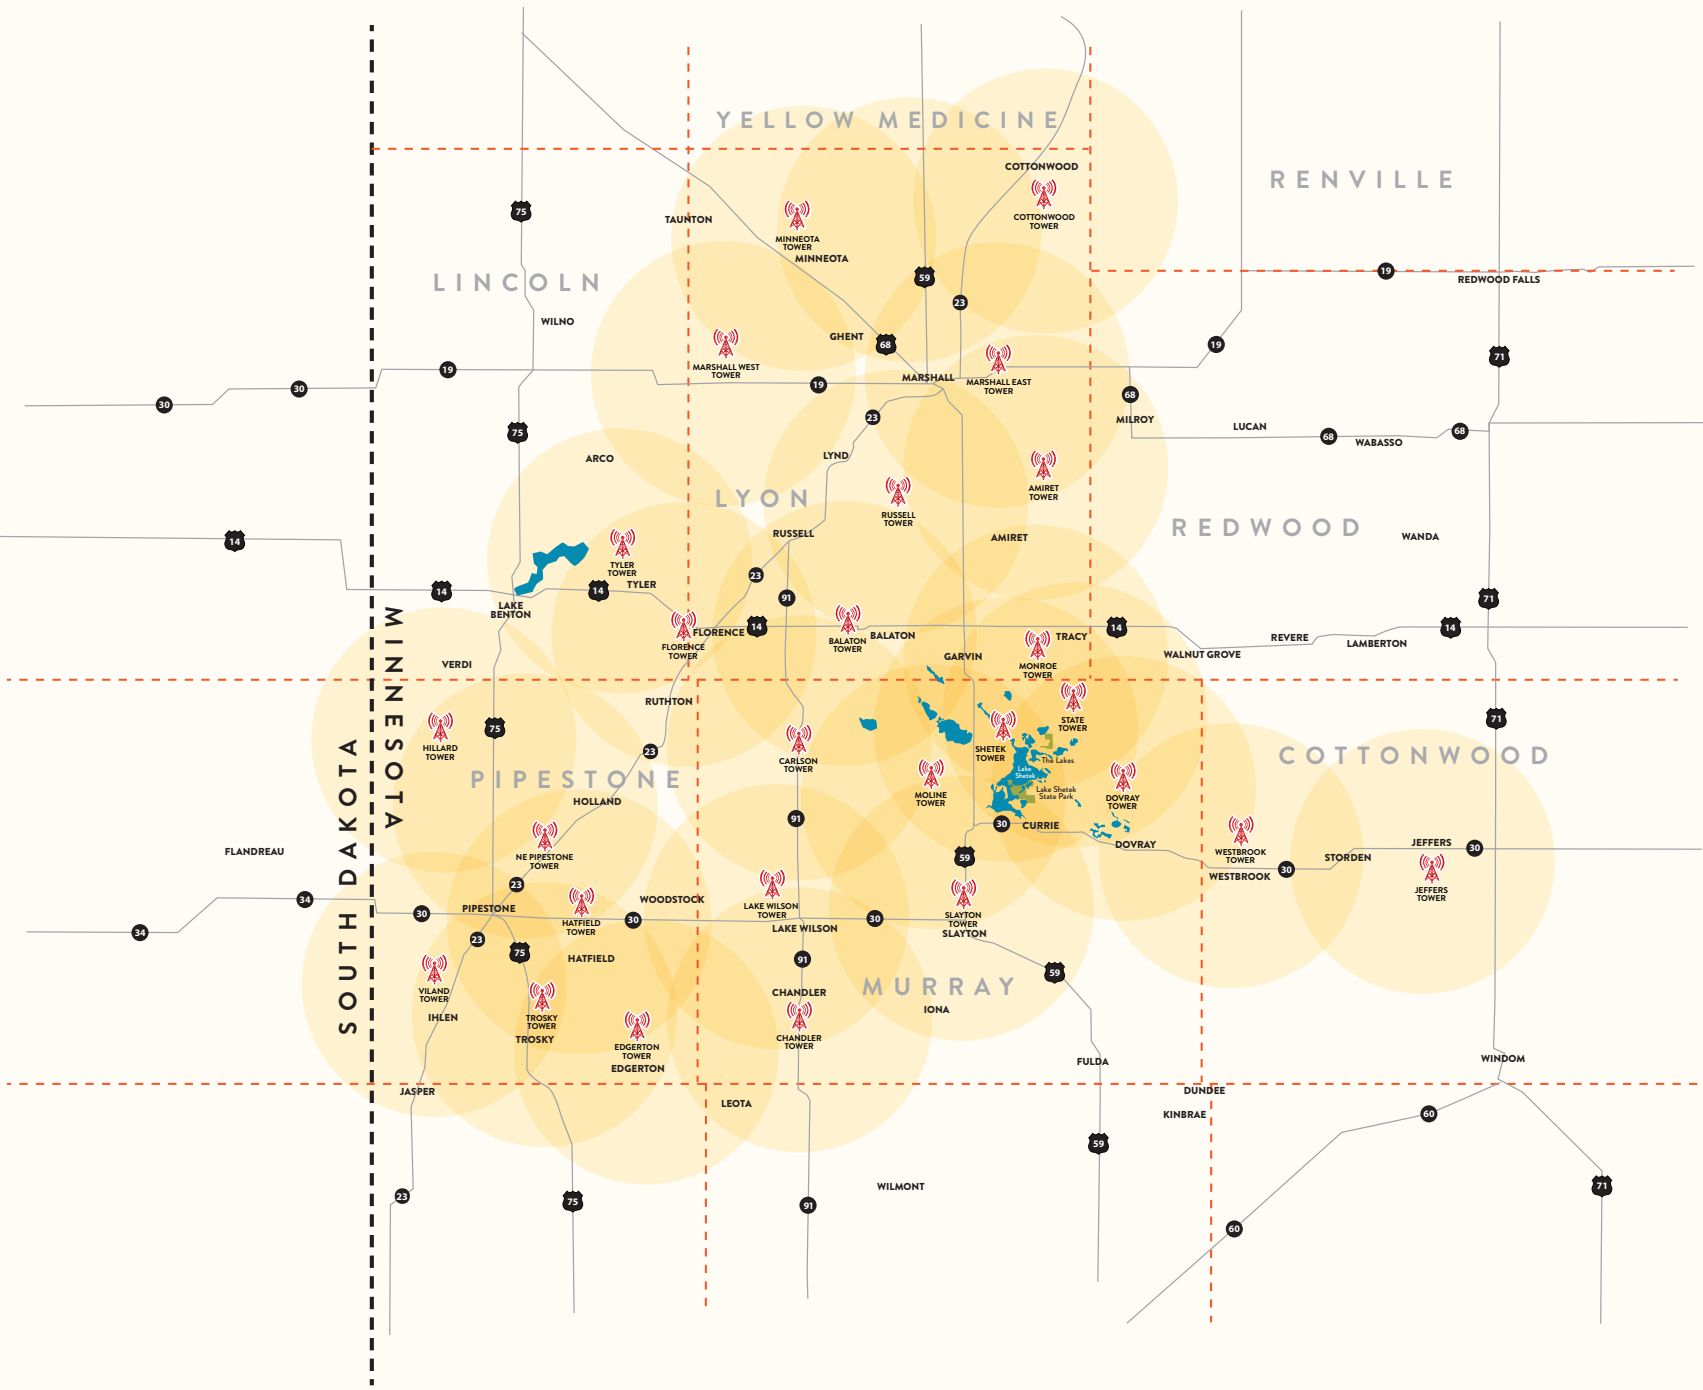 YELLOW MEDICINE
COTTONWOOD
RENVILLE
COTTONWOOD
TOWER
75
TAUNTON
MINNEOTA
TOWER
MINNEOTA
LINCOLN
59
19
REDWOOD FALLS
23
WILNO
GHENT
68
19
71
MARSHALL WEST
TOWER
19
MARSHALL
MARSHALL EAST
TOWER
30
30
19
68
23
MILROY
75
LUCAN
68
WABASSO
68
ARCO
LYND
LYON
AMIRET
TOWER
RUSSELL
TOWER
REDWOOD
14
RUSSELL
AMIRET
WANDA
TYLER
TOWER
TYLER
23
14
14
91
71
LAKE
BENTON
FLORENCE
14
FLORENCE
TOWER
BALATON
TOWER
BALATON
TRACY
14
REVERE
14
LAMBERTON
MINNESOTA
VERDI
GARVIN
MONROE
TOWER
WALNUT GROVE
RUTHTON
75
HILLARD
TOWER
23
CARLSON
TOWER
SHETEK
TOWER
STATE
TOWER
71
The Lakes
COTTONWOOD
PIPESTONE
Lake
Shetek
Lake Shetek
State Park
MOLINE
TOWER
DOVRAY
TOWER
HOLLAND
91
30
CURRIE
SOUTH DAKOTA
FLANDREAU
NE PIPESTONE
TOWER
59
DOVRAY
WESTBROOK
TOWER
STORDEN
JEFFERS
30
23
30
WESTBROOK
JEFFERS
TOWER
34
30
PIPESTONE
WOODSTOCK
LAKE WILSON
TOWER
HATFIELD
TOWER
30
30
SLAYTON
TOWER
34
23
LAKE WILSON
SLAYTON
75
HATFIELD
91
59
VILAND
TOWER
CHANDLER
MURRAY
IHLEN
TROSKY
TOWER
IONA
TROSKY
EDGERTON
TOWER
CHANDLER
TOWER
EDGERTON
FULDA
WINDOM
JASPER
DUNDEE
LEOTA
KINBRAE
60
59
WILMONT
71
23
75
91
60